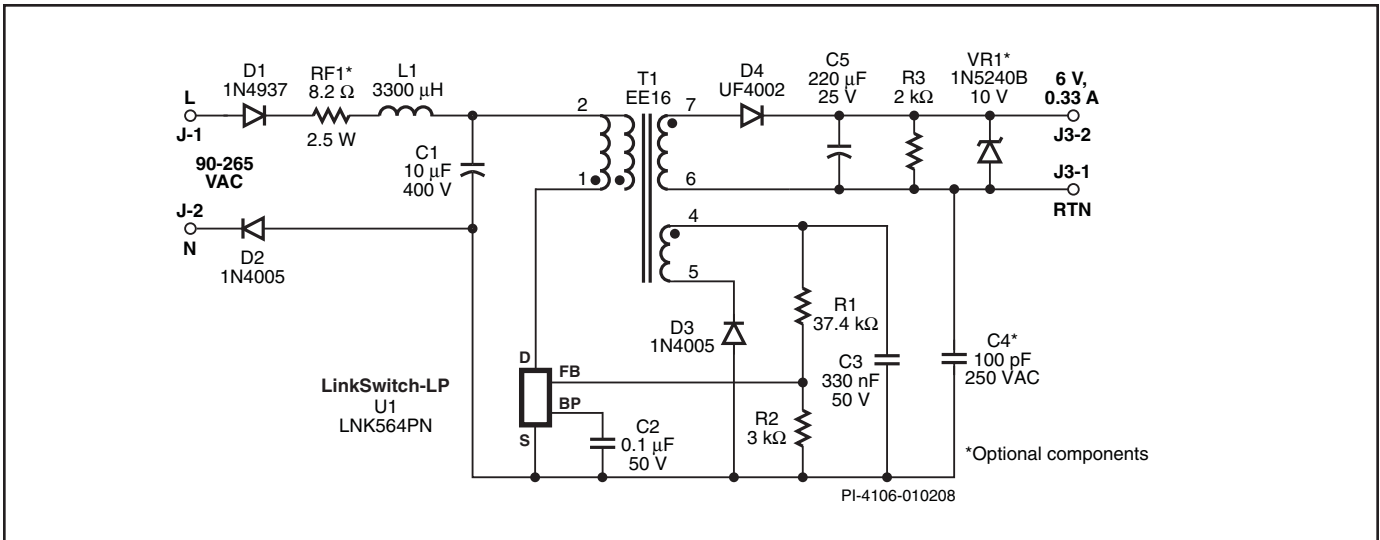 D1
1N4937
RF1*
8.2 Ω
2.5 W
L1
3300 µH
L
J-1
90-265
VAC
J-2
N
D2
1N4005
C1
10 µF
400 V
2
1
T1
EE16
7
6
4
5
D4
UF4002
C5
220 µF
25 V
R3
2 kΩ
VR1*
1N5240B
10 V
6 V,
0.33 A
J3-2
J3-1
RTN
D3
1N4005
R1
37.4 kΩ
C3
330 nF
50 V
C4*
100 pF
250 VAC
LinkSwitch-LP
U1
LNK564PN
D
FB
BP
S
C2
0.1 µF
50 V
R2
3 kΩ
*Optional components
PI-4106-010208